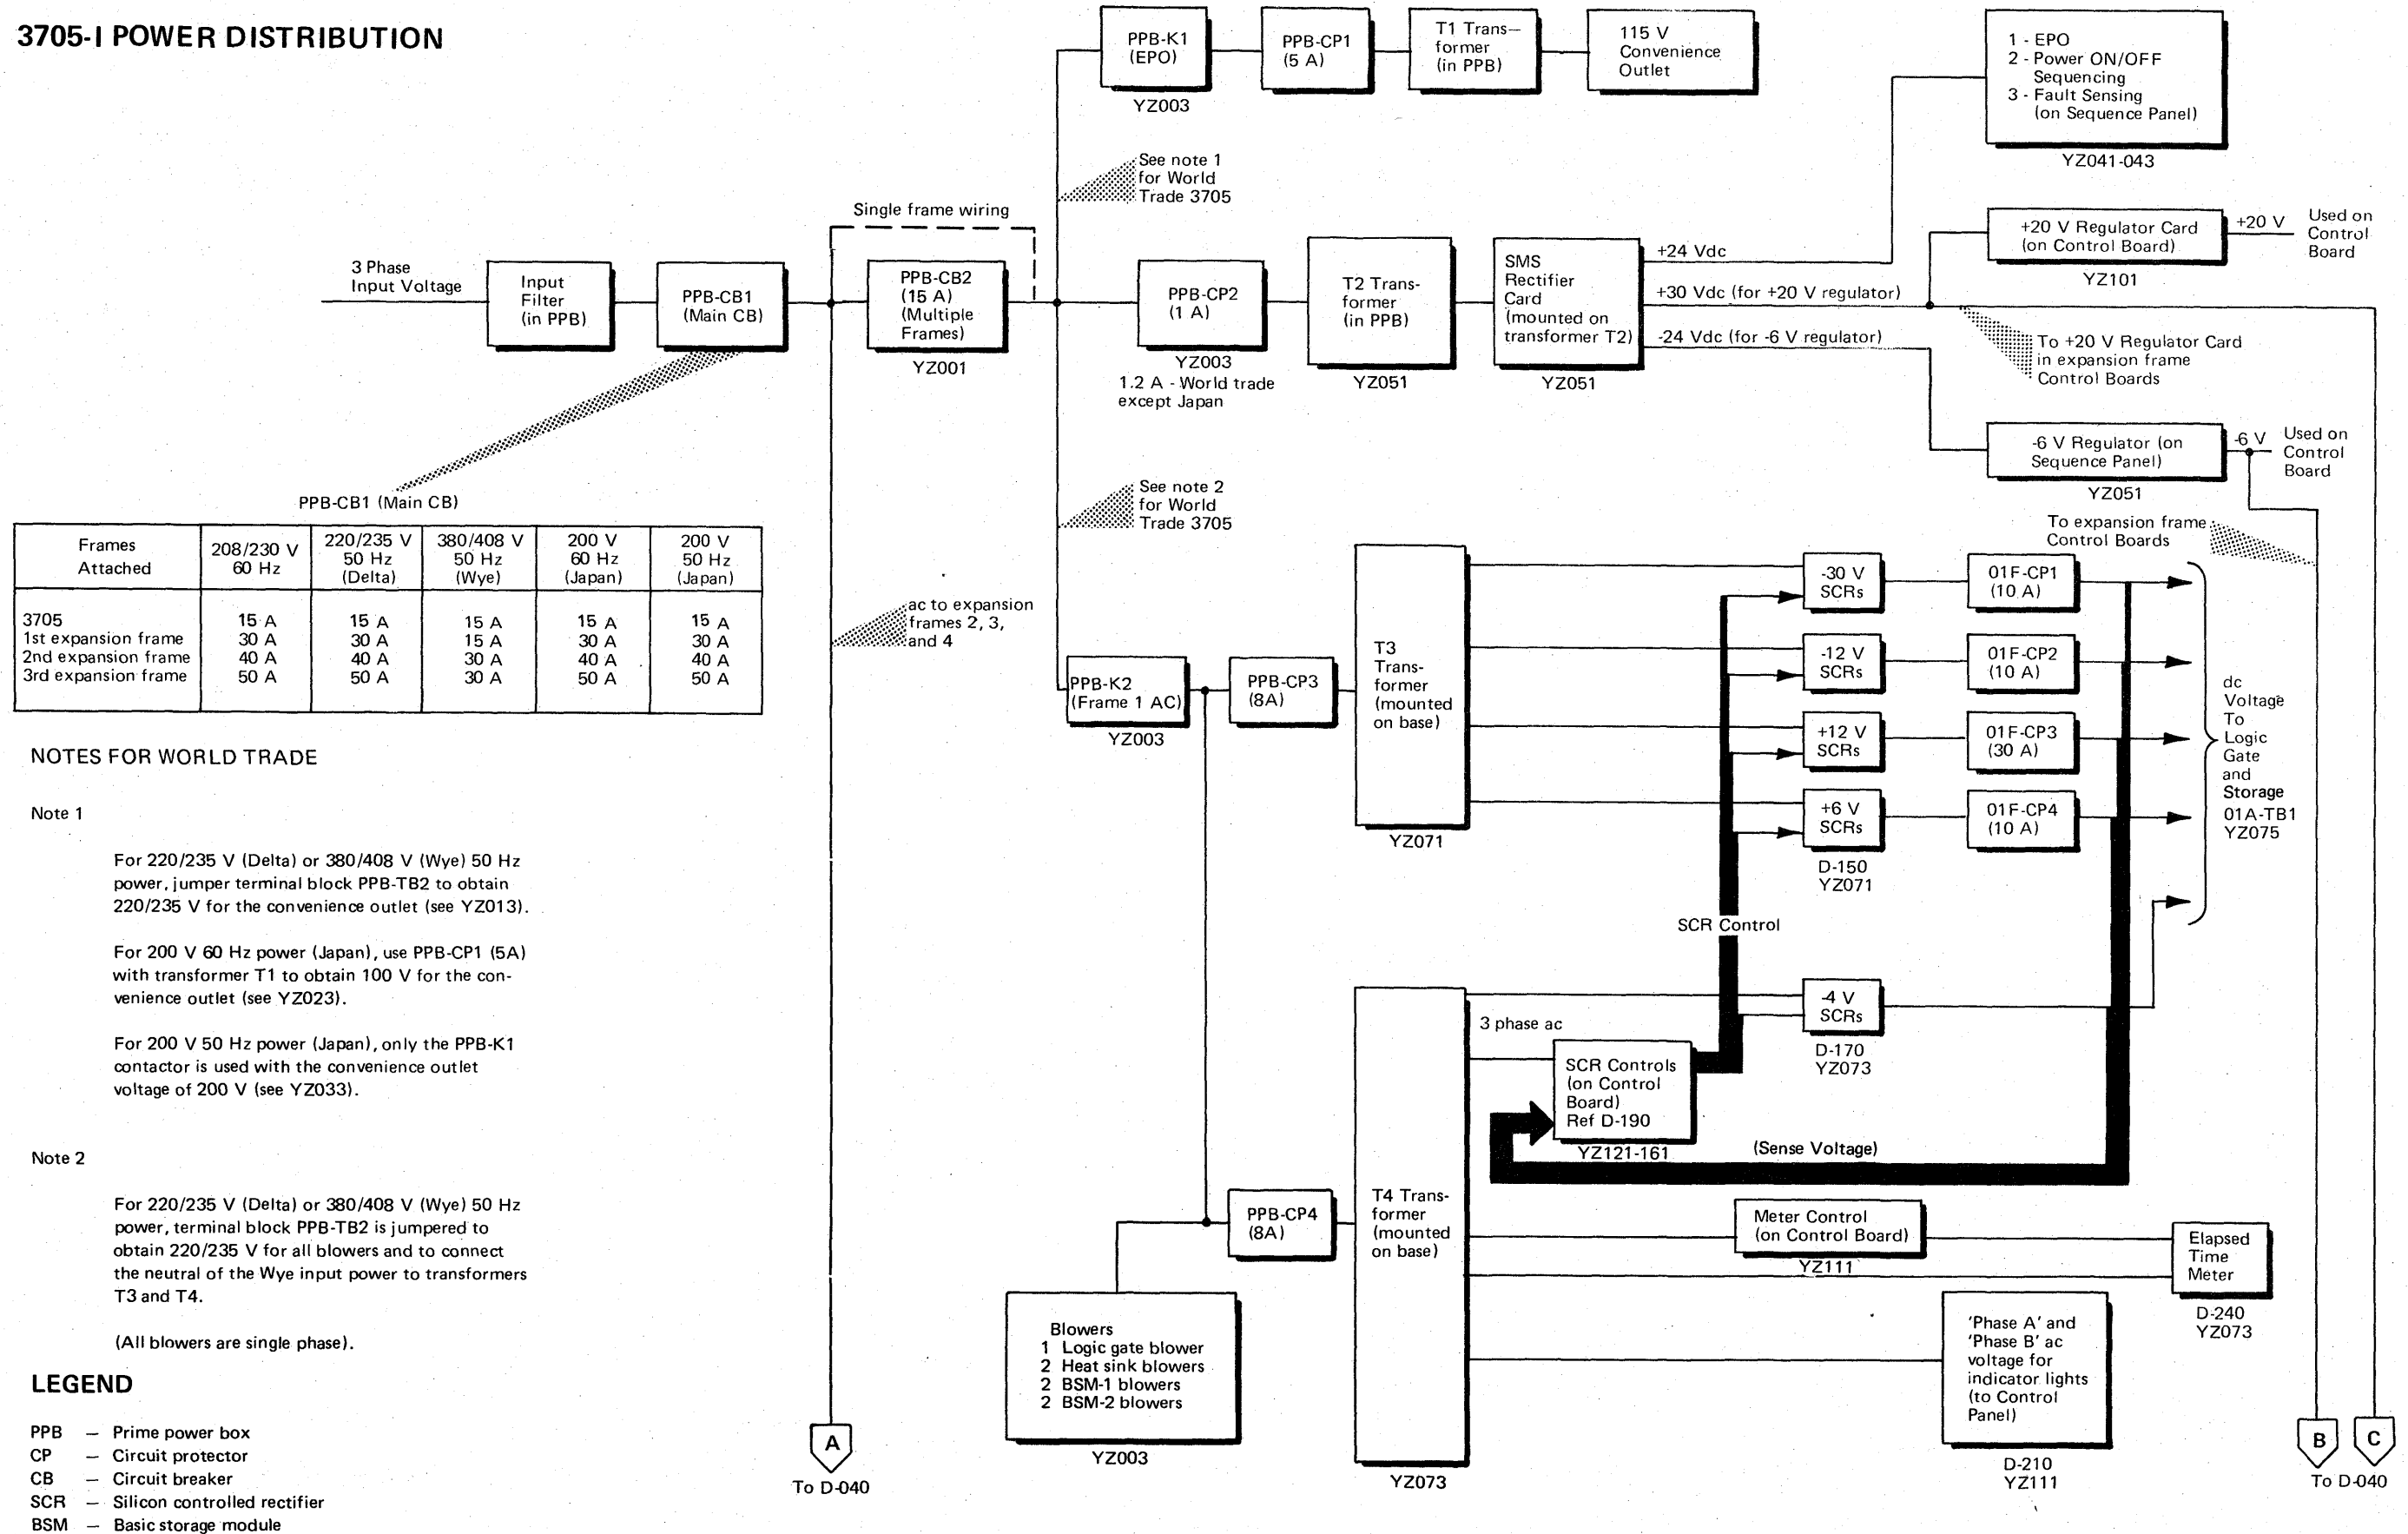 3705-I POWER DISTRIBUTION
PPB-K1
(EPO)
YZ003
PPB-CP1
(5 A)
T1 Trans-
former
(in PPB)
115 V
Convenience
Outlet
1 - EPO
2 - Power ON/OFF
Sequencing
3 - Fault Sensing
(on Sequence Panel)
YZ041-043
See note 1
for World
Trade 3705
Single frame wiring
3 Phase
Input Voltage
Input
Filter
(in PPB)
PPB-CB1
(Main CB)
PPB-CB2
(15 A)
(Multiple
Frames)
YZ001
PPB-CP2
(1 A)
YZ003
1.2 A - World trade
except Japan
T2 Trans-
former
(in PPB)
YZ051
SMS
Rectifier
Card
(mounted on
transformer T2)
YZ051
+24 Vdc
+30 Vdc (for +20 V regulator)
-24 Vdc (for -6 V regulator)
+20 V Regulator Card
(on Control Board)
YZ101
+20 V
Used on
Control
Board
To +20 V Regulator Card
in expansion frame
Control Boards
-6 V Regulator (on
Sequence Panel)
YZ051
-6 V
Used on
Control
Board
To expansion frame
Control Boards
See note 2
for World
Trade 3705
PPB-CB1 (Main CB)
Frames
Attached
208/230 V
60 Hz
220/235 V
50 Hz
(Delta)
380/408 V
50 Hz
(Wye)
200 V
60 Hz
(Japan)
200 V
50 Hz
(Japan)
3705 15 A 15 A 15 A 15 A 15 A
1st expansion frame 30 A 30 A 15 A 30 A 30 A
2nd expansion frame 40 A 40 A 30 A 40 A 40 A
3rd expansion frame 50 A 50 A 30 A 50 A 50 A
ac to expansion
frames 2, 3,
and 4
PPB-K2
(Frame 1 AC)
YZ003
PPB-CP3
(8A)
T3
Trans-
former
(mounted
on base)
YZ071
-30 V
SCRs
01F-CP1
(10 A)
-12 V
SCRs
01F-CP2
(10 A)
+12 V
SCRs
01F-CP3
(30 A)
+6 V
SCRs
01F-CP4
(10 A)
D-150
YZ071
dc
Voltage
To
Logic
Gate
and
Storage
01A-TB1
YZ075
SCR Control
-4 V
SCRs
D-170
YZ073
3 phase ac
SCR Controls
(on Control
Board)
Ref D-190
YZ121-161
(Sense Voltage)
PPB-CP4
(8A)
T4 Trans-
former
(mounted
on base)
YZ073
Meter Control
(on Control Board)
YZ111
Elapsed
Time
Meter
D-240
YZ073
'Phase A' and
'Phase B' ac
voltage for
indicator lights
(to Control
Panel)
D-210
YZ111
Blowers
1 Logic gate blower
2 Heat sink blowers
2 BSM-1 blowers
2 BSM-2 blowers
YZ003
A
To D-040
B
C
To D-040
NOTES FOR WORLD TRADE
Note 1
For 220/235 V (Delta) or 380/408 V (Wye) 50 Hz
power, jumper terminal block PPB-TB2 to obtain
220/235 V for the convenience outlet (see YZ013).
For 200 V 60 Hz power (Japan), use PPB-CP1 (5A)
with transformer T1 to obtain 100 V for the con-
venience outlet (see YZ023).
For 200 V 50 Hz power (Japan), only the PPB-K1
contactor is used with the convenience outlet
voltage of 200 V (see YZ033).
Note 2
For 220/235 V (Delta) or 380/408 V (Wye) 50 Hz
power, terminal block PPB-TB2 is jumpered to
obtain 220/235 V for all blowers and to connect
the neutral of the Wye input power to transformers
T3 and T4.
(All blowers are single phase).
LEGEND
PPB — Prime power box
CP — Circuit protector
CB — Circuit breaker
SCR — Silicon controlled rectifier
BSM — Basic storage module